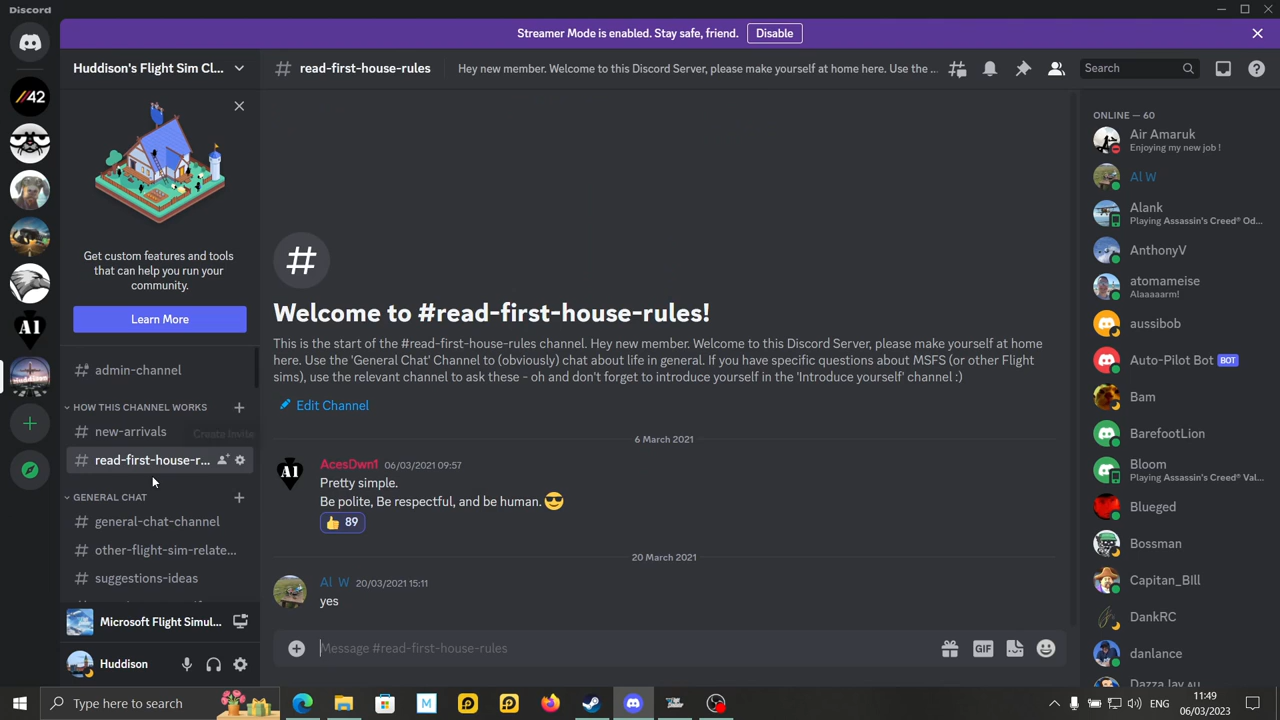 Discord
Streamer Mode is enabled. Stay safe, friend.
Disable
Huddison's Flight Sim Cl...
read-first-house-rules
Hey new member. Welcome to this Discord Server, please make yourself at home here. Use the ...
Search
42
Get custom features and tools
that can help you run your
community.
Learn More
A1
admin-channel
HOW THIS CHANNEL WORKS
new-arrivals
Create Invite
read-first-house-r...
GENERAL CHAT
general-chat-channel
other-flight-sim-relate...
suggestions-ideas
Microsoft Flight Simul...
Huddison
Welcome to #read-first-house-rules!
This is the start of the #read-first-house-rules channel. Hey new member. Welcome to this Discord Server, please make yourself at home
here. Use the 'General Chat' Channel to (obviously) chat about life in general. If you have specific questions about MSFS (or other Flight
sims), use the relevant channel to ask these - oh and don't forget to introduce yourself in the 'Introduce yourself' channel :)
Edit Channel
6 March 2021
A1
AcesDwn1 06/03/2021 09:57
Pretty simple.
Be polite, Be respectful, and be human. 😎
👍 89
20 March 2021
Al W 20/03/2021 15:11
yes
Message #read-first-house-rules
GIF
ONLINE — 60
Air Amaruk
Enjoying my new job !
Al W
Alank
Playing Assassin's Creed® Od...
AnthonyV
atomameise
Alaaaaarm!
aussibob
Auto-Pilot Bot BOT
Bam
BarefootLion
Bloom
Playing Assassin's Creed® Val...
Blueged
Bossman
Capitan_BIll
DankRC
danlance
DazzaJay.au
Type here to search
M
ENG
11:49
06/03/2023